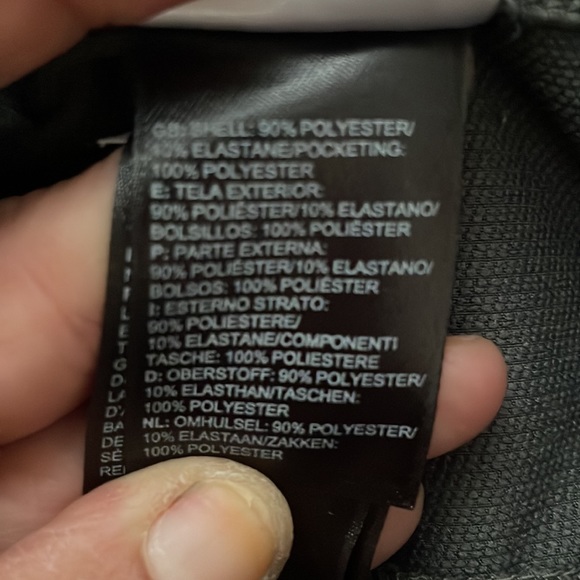 GB: SHELL: 90% POLYESTER/
10% ELASTANE/POCKETING:
100% POLYESTER
E: TELA EXTERIOR:
90% POLIÉSTER/10% ELASTANO/
BOLSILLOS: 100% POLIÉSTER
P: PARTE EXTERNA:
90% POLIÉSTER/10% ELASTANO/
BOLSOS: 100% POLIÉSTER
I: ESTERNO STRATO:
90% POLIESTERE/
10% ELASTANE/COMPONENTI
TASCHE: 100% POLIESTERE
D: OBERSTOFF: 90% POLYESTER/
10% ELASTHAN/TASCHEN:
100% POLYESTER
NL: OMHULSEL: 90% POLYESTER/
10% ELASTAAN/ZAKKEN:
100% POLYESTER